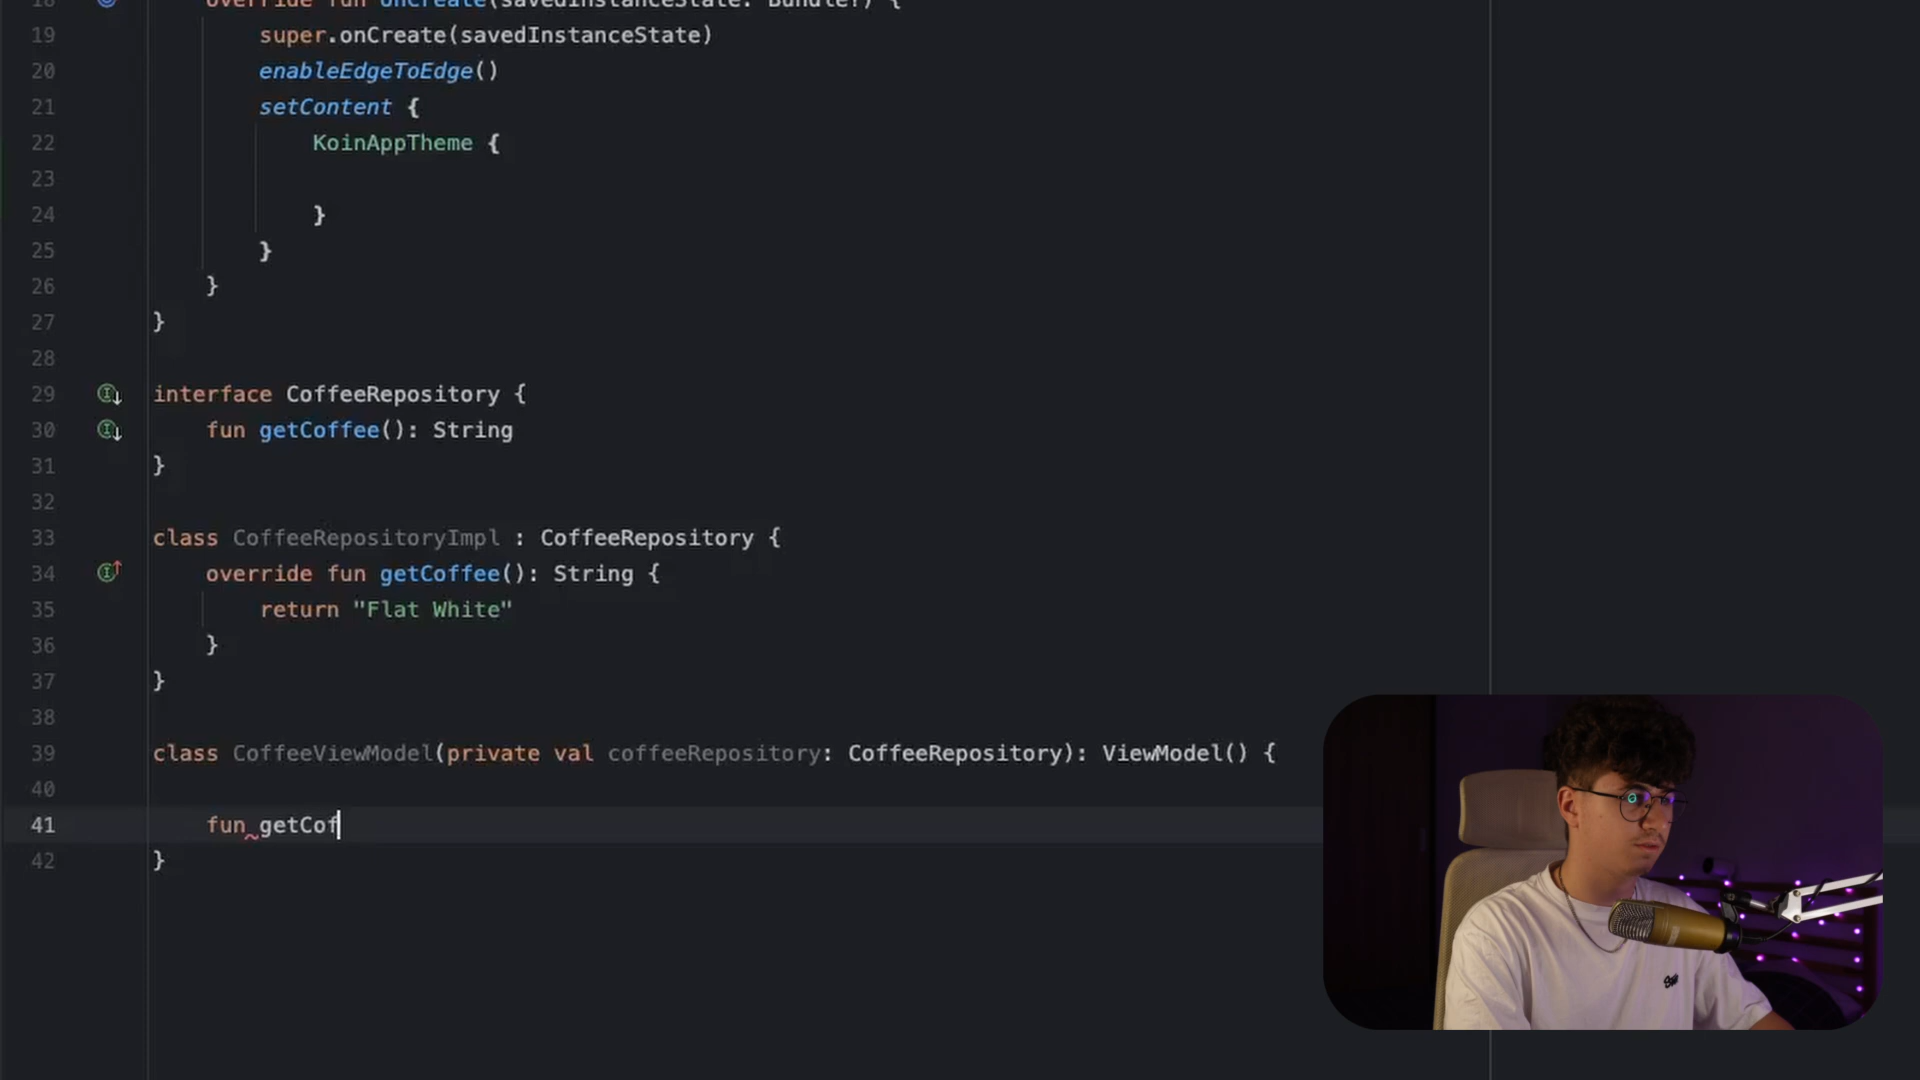 19 super.onCreate(savedInstanceState)
20 enableEdgeToEdge()
21 setContent {
22 KoinAppTheme {
23
24 }
25 }
26 }
27 }
28
29 interface CoffeeRepository {
30 fun getCoffee(): String
31 }
32
33 class CoffeeRepositoryImpl : CoffeeRepository {
34 override fun getCoffee(): String {
35 return "Flat White"
36 }
37 }
38
39 class CoffeeViewModel(private val coffeeRepository: CoffeeRepository): ViewModel() {
40
41 fun getCof
42 }